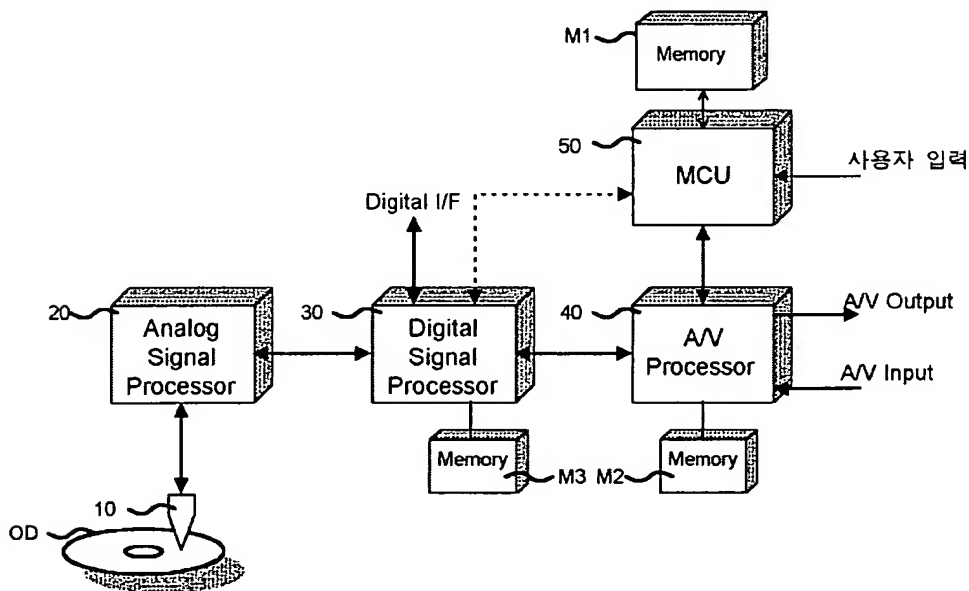 M1
Memory
50
MCU
사용자 입력
Digital I/F
20
Analog
Signal
Processor
30
Digital
Signal
Processor
40
A/V
Processor
A/V Output
A/V Input
Memory
M3
M2
Memory
10
OD